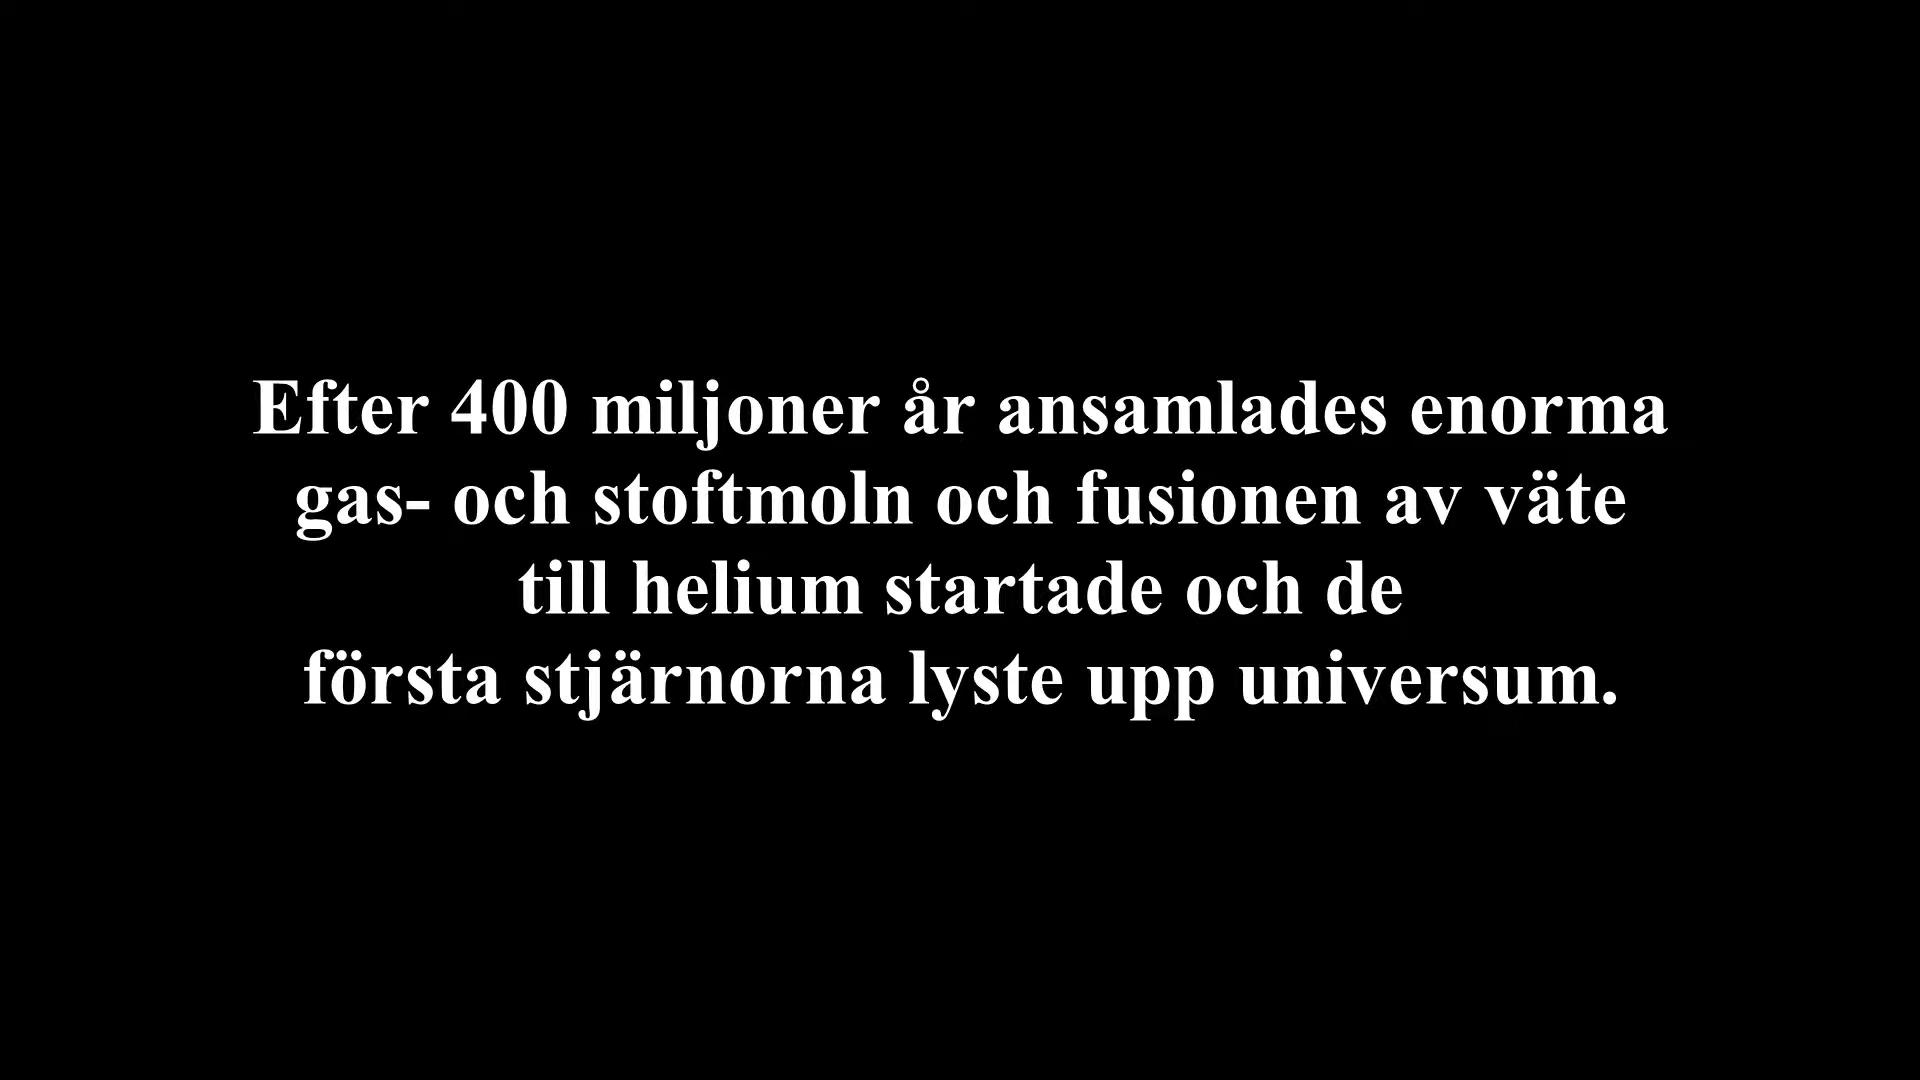 Efter 400 miljoner år ansamlades enorma
gas- och stoftmoln och fusionen av väte
till helium startade och de
första stjärnorna lyste upp universum.